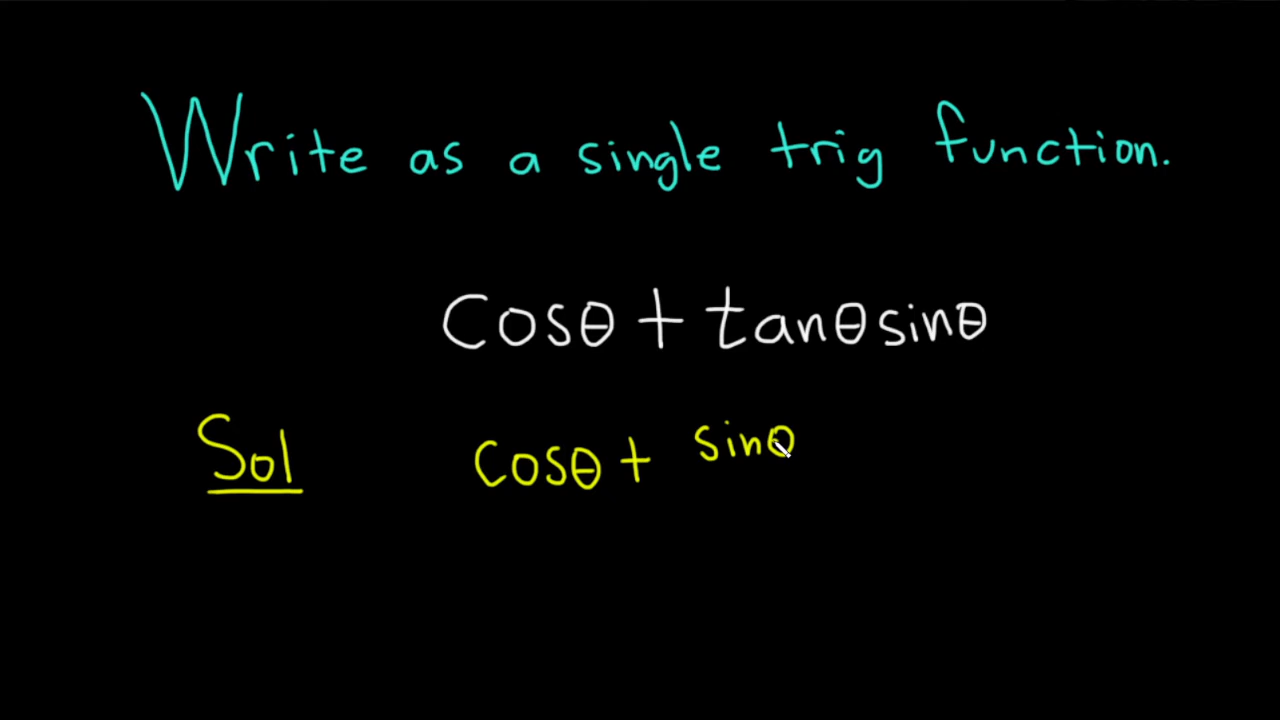 Write as a single trig function.
Cosθ + tanθsinθ
Sol cosθ + sinθ